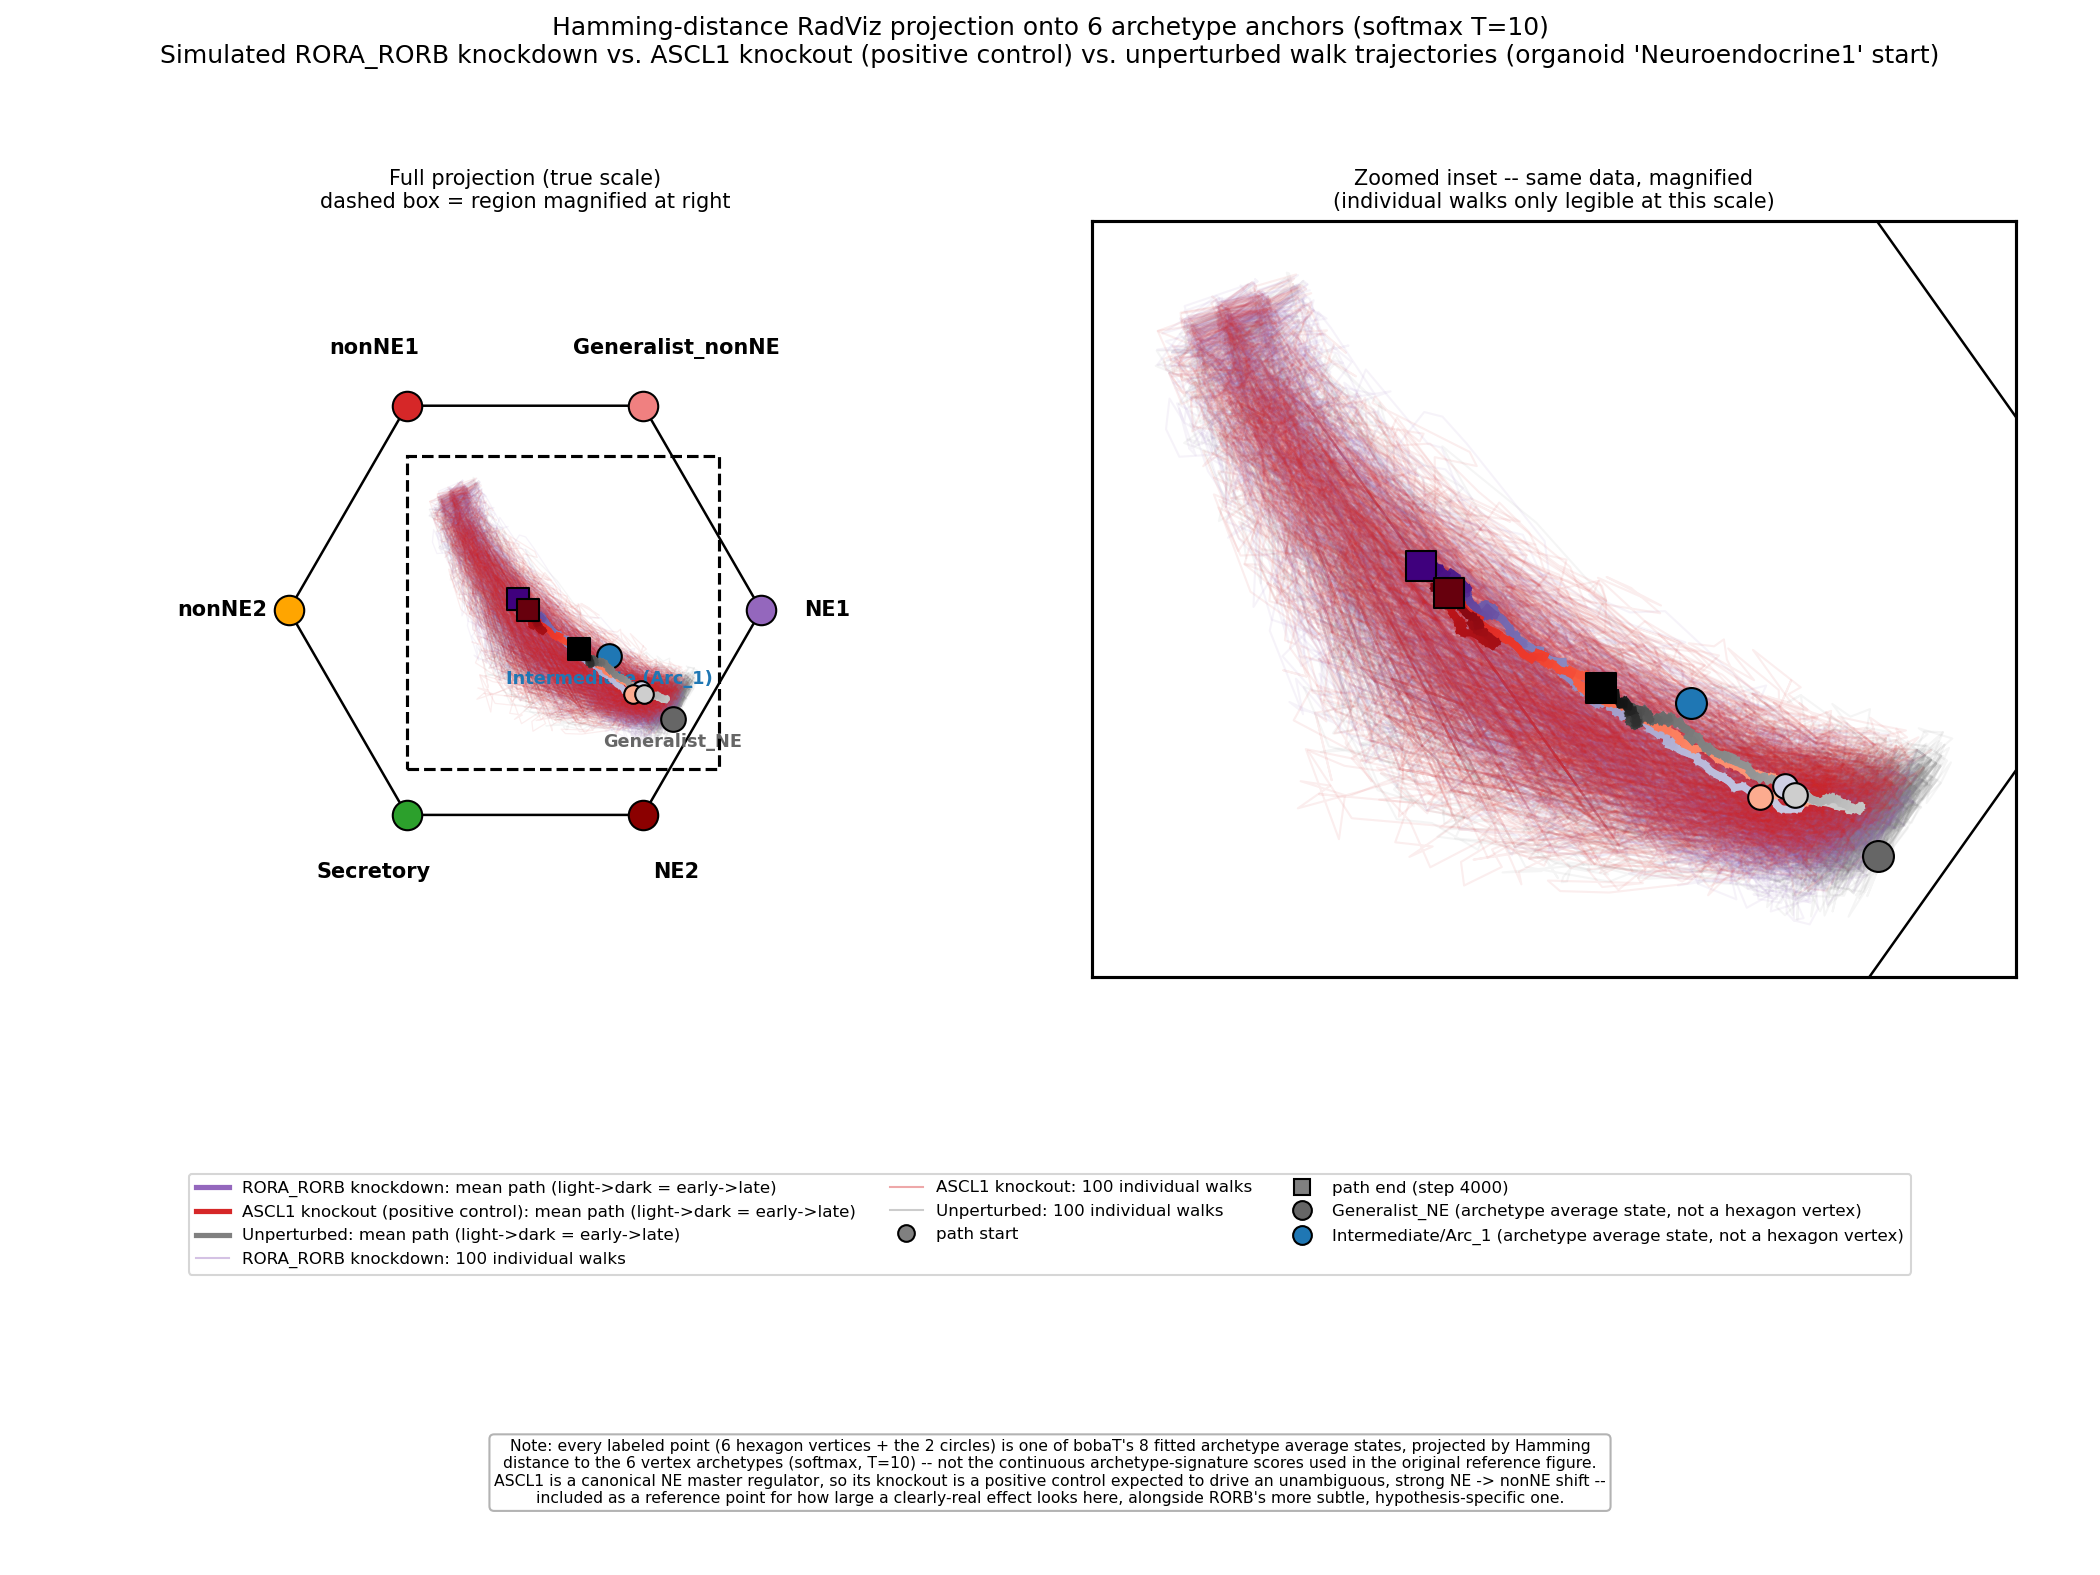 Hamming-distance RadViz projection onto 6 archetype anchors (softmax T=10)
Simulated RORA_RORB knockdown vs. ASCL1 knockout (positive control) vs. unperturbed walk trajectories (organoid 'Neuroendocrine1' start)
Full projection (true scale)
dashed box = region magnified at right
Zoomed inset -- same data, magnified
(individual walks only legible at this scale)
nonNE1
Generalist_nonNE
nonNE2
NE1
Intermediate (Arc_1)
Generalist_NE
Secretory
NE2
RORA_RORB knockdown: mean path (light->dark = early->late)
ASCL1 knockout (positive control): mean path (light->dark = early->late)
Unperturbed: mean path (light->dark = early->late)
RORA_RORB knockdown: 100 individual walks
ASCL1 knockout: 100 individual walks
Unperturbed: 100 individual walks
path start
path end (step 4000)
Generalist_NE (archetype average state, not a hexagon vertex)
Intermediate/Arc_1 (archetype average state, not a hexagon vertex)
Note: every labeled point (6 hexagon vertices + the 2 circles) is one of bobaT's 8 fitted archetype average states, projected by Hamming
distance to the 6 vertex archetypes (softmax, T=10) -- not the continuous archetype-signature scores used in the original reference figure.
ASCL1 is a canonical NE master regulator, so its knockout is a positive control expected to drive an unambiguous, strong NE -> nonNE shift --
included as a reference point for how large a clearly-real effect looks here, alongside RORB's more subtle, hypothesis-specific one.